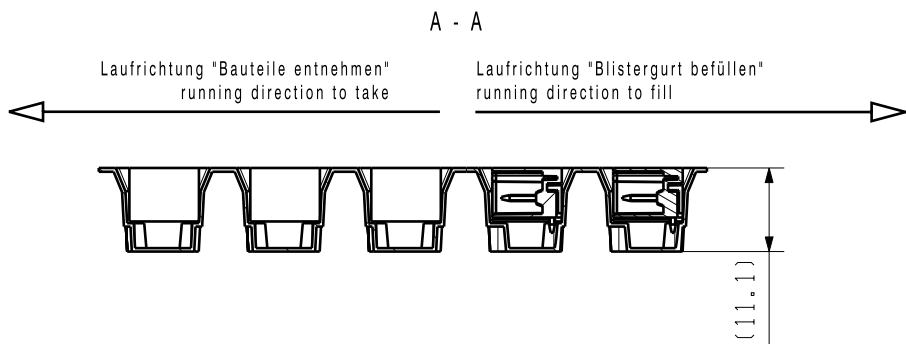 A - A
Laufrichtung "Bauteile entnehmen"
running direction to take
Laufrichtung "Blistergurt befüllen"
running direction to fill
(11.1)